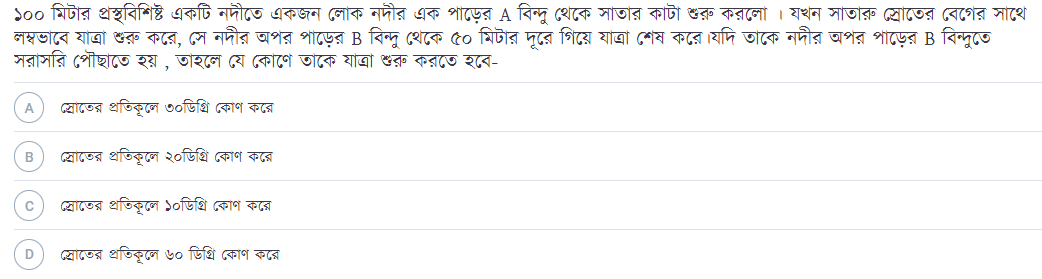 ১০০ মিটার প্রস্থবিশিষ্ট একটি নদীতে একজন লোক নদীর এক পাড়ের A বিন্দু থেকে সাতার কাটা শুরু করলো । যখন সাতারু স্রোতের বেগের সাথে
লম্বভাবে যাত্রা শুরু করে, সে নদীর অপর পাড়ের B বিন্দু থেকে ৫০ মিটার দূরে গিয়ে যাত্রা শেষ করে।যদি তাকে নদীর অপর পাড়ের B বিন্দুতে
সরাসরি পৌছাতে হয় , তাহলে যে কোণে তাকে যাত্রা শুরু করতে হবে-
A স্রোতের প্রতিকূলে ৩০ডিগ্রি কোণ করে
B স্রোতের প্রতিকূলে ২০ডিগ্রি কোণ করে
C স্রোতের প্রতিকূলে ১০ডিগ্রি কোণ করে
D স্রোতের প্রতিকূলে ৬০ ডিগ্রি কোণ করে